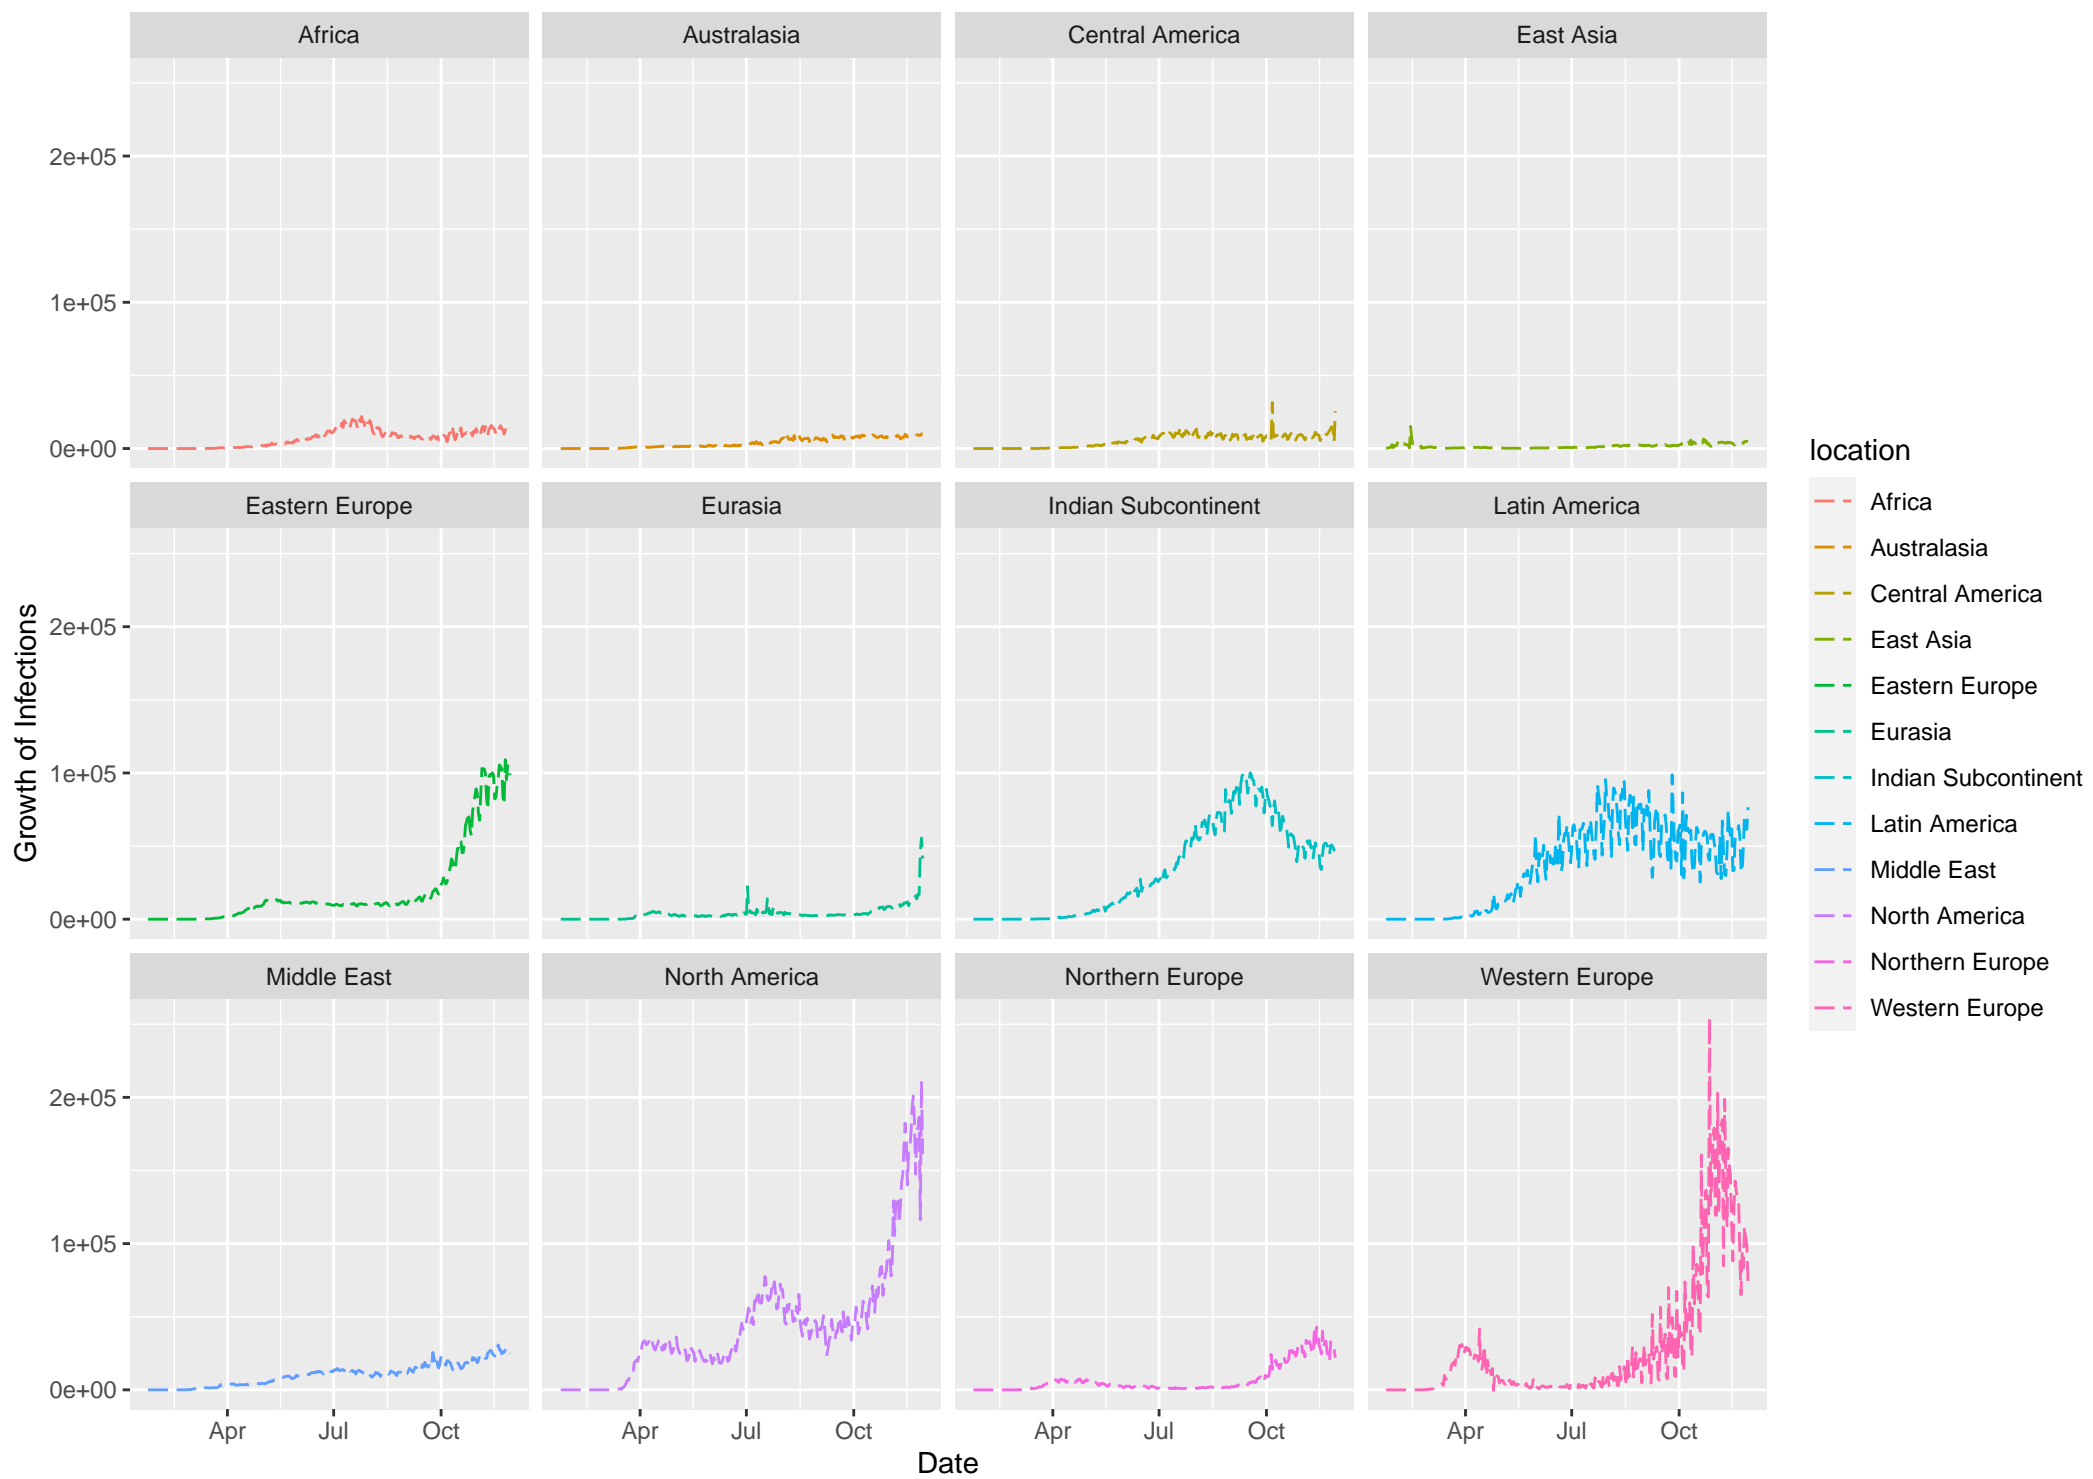 Africa
Australasia
Central America
East Asia
2e+05
1e+05
0e+00
Eastern Europe
Eurasia
Indian Subcontinent
Latin America
2e+05
1e+05
0e+00
Middle East
North America
Northern Europe
Western Europe
2e+05
1e+05
0e+00
Apr Jul Oct
Apr Jul Oct
Apr Jul Oct
Apr Jul Oct
Date
Growth of Infections
location
Africa
Australasia
Central America
East Asia
Eastern Europe
Eurasia
Indian Subcontinent
Latin America
Middle East
North America
Northern Europe
Western Europe